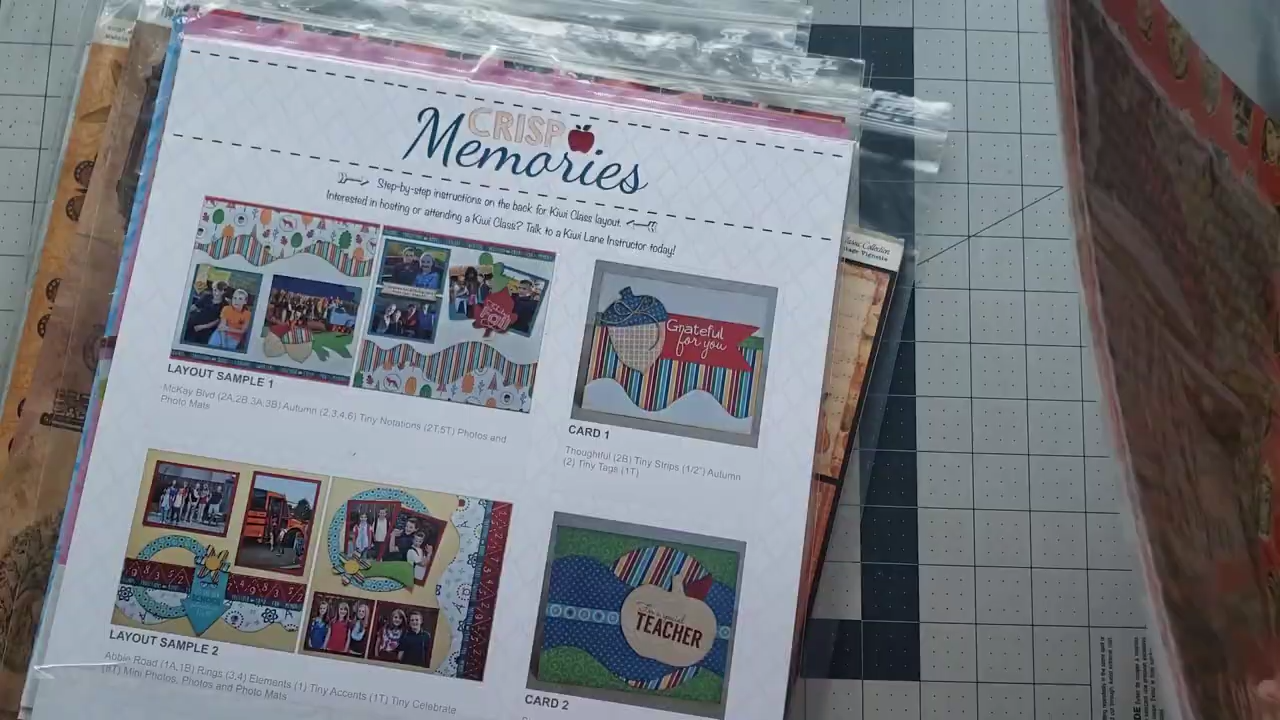 CRISP
Memories
Step-by-step instructions on the back for Kiwi Class layout.
Interested in hosting or attending a Kiwi Class? Talk to a Kiwi Lane Instructor today!
LAYOUT SAMPLE 1
McKay Blvd (2A,2B,3A,3B) Autumn (2,3,4,6) Tiny Notations (2T,5T) Photos and
Photo Mats
Grateful
for you
CARD 1
Thoughtful (2B) Tiny Strips (1/2") Autumn
(2) Tiny Tags (1T)
LAYOUT SAMPLE 2
Abbie Road (1A,1B) Rings (3,4) Elements (1) Tiny Accents (1T) Tiny Celebrate
(8T) Mini Photos, Photos and Photo Mats
TEACHER
CARD 2
Classic Collection